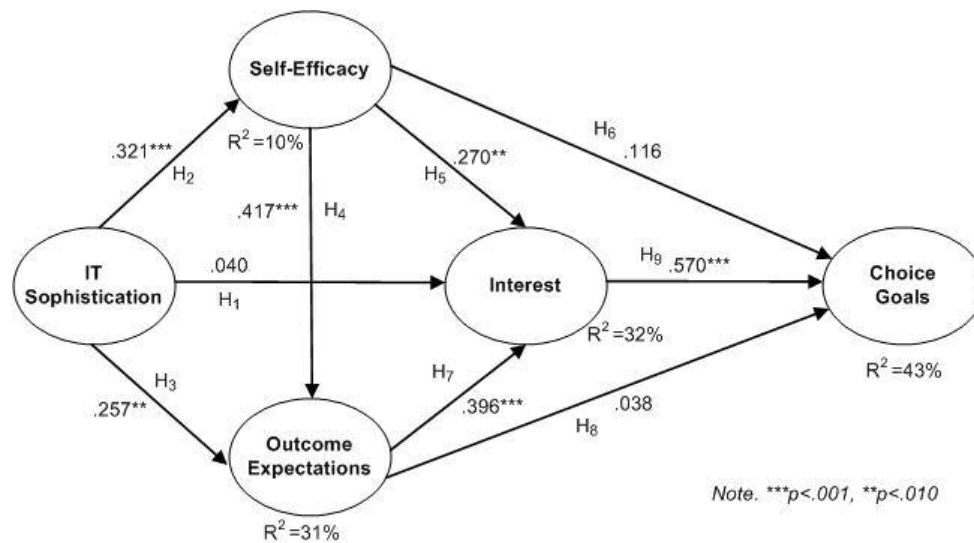 Self-Efficacy
R² =10%
.321***
H₂
.417***
H₄
.270**
H₅
H₆
.116
IT
Sophistication
.040
H₁
Interest
R² =32%
H₉
.570***
Choice
Goals
R² =43%
H₃
.257**
H₇
.396***
.038
H₈
Outcome
Expectations
R² =31%
Note. ***p<.001, **p<.010